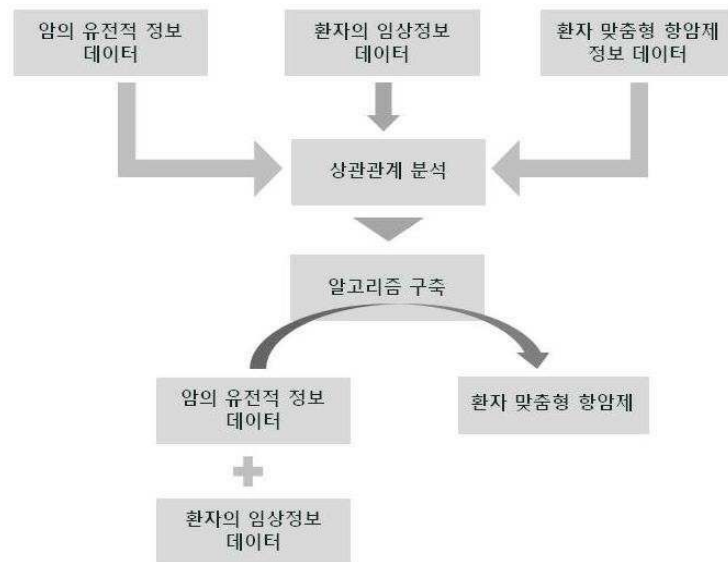 암의 유전적 정보
데이터
환자의 임상정보
데이터
환자 맞춤형 항암제
정보 데이터
상관관계 분석
알고리즘 구축
암의 유전적 정보
데이터
환자 맞춤형 항암제
환자의 임상정보
데이터